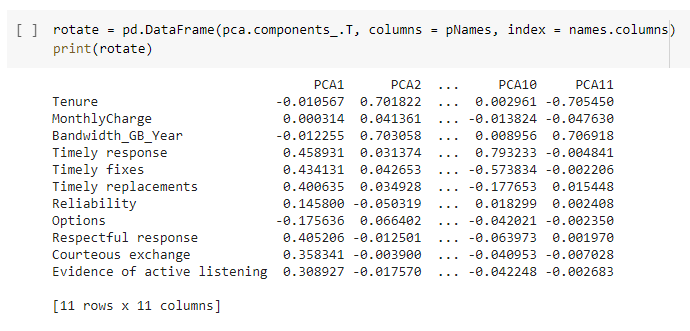 [ ] rotate = pd.DataFrame(pca.components_.T, columns = pNames, index = names.columns)
print(rotate)
PCA1 PCA2 ... PCA10 PCA11
Tenure -0.010567 0.701822 ... 0.002961 -0.705450
MonthlyCharge 0.000314 0.041361 ... -0.013824 -0.047630
Bandwidth_GB_Year -0.012255 0.703058 ... 0.008956 0.706918
Timely response 0.458931 0.031374 ... 0.793233 -0.004841
Timely fixes 0.434131 0.042653 ... -0.573834 -0.002206
Timely replacements 0.400635 0.034928 ... -0.177653 0.015448
Reliability 0.145800 -0.050319 ... 0.018299 0.002408
Options -0.175636 0.066402 ... -0.042021 -0.002350
Respectful response 0.405206 -0.012501 ... -0.063973 0.001970
Courteous exchange 0.358341 -0.003900 ... -0.040953 -0.007028
Evidence of active listening 0.308927 -0.017570 ... -0.042248 -0.002683
[11 rows x 11 columns]